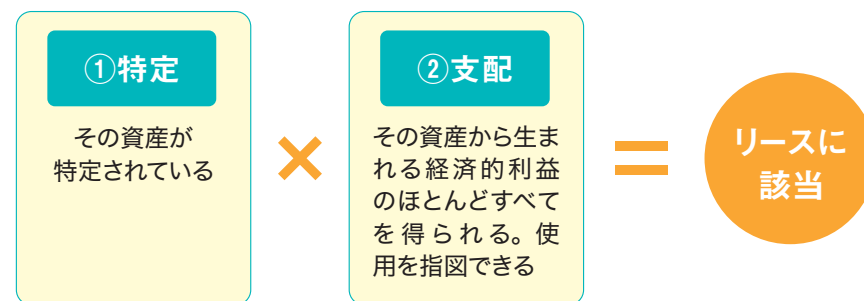 ①特定
その資産が
特定されている
×
②支配
その資産から生ま
れる経済的利益
のほとんどすべて
を得られる。使
用を指図できる
=
リースに
該当